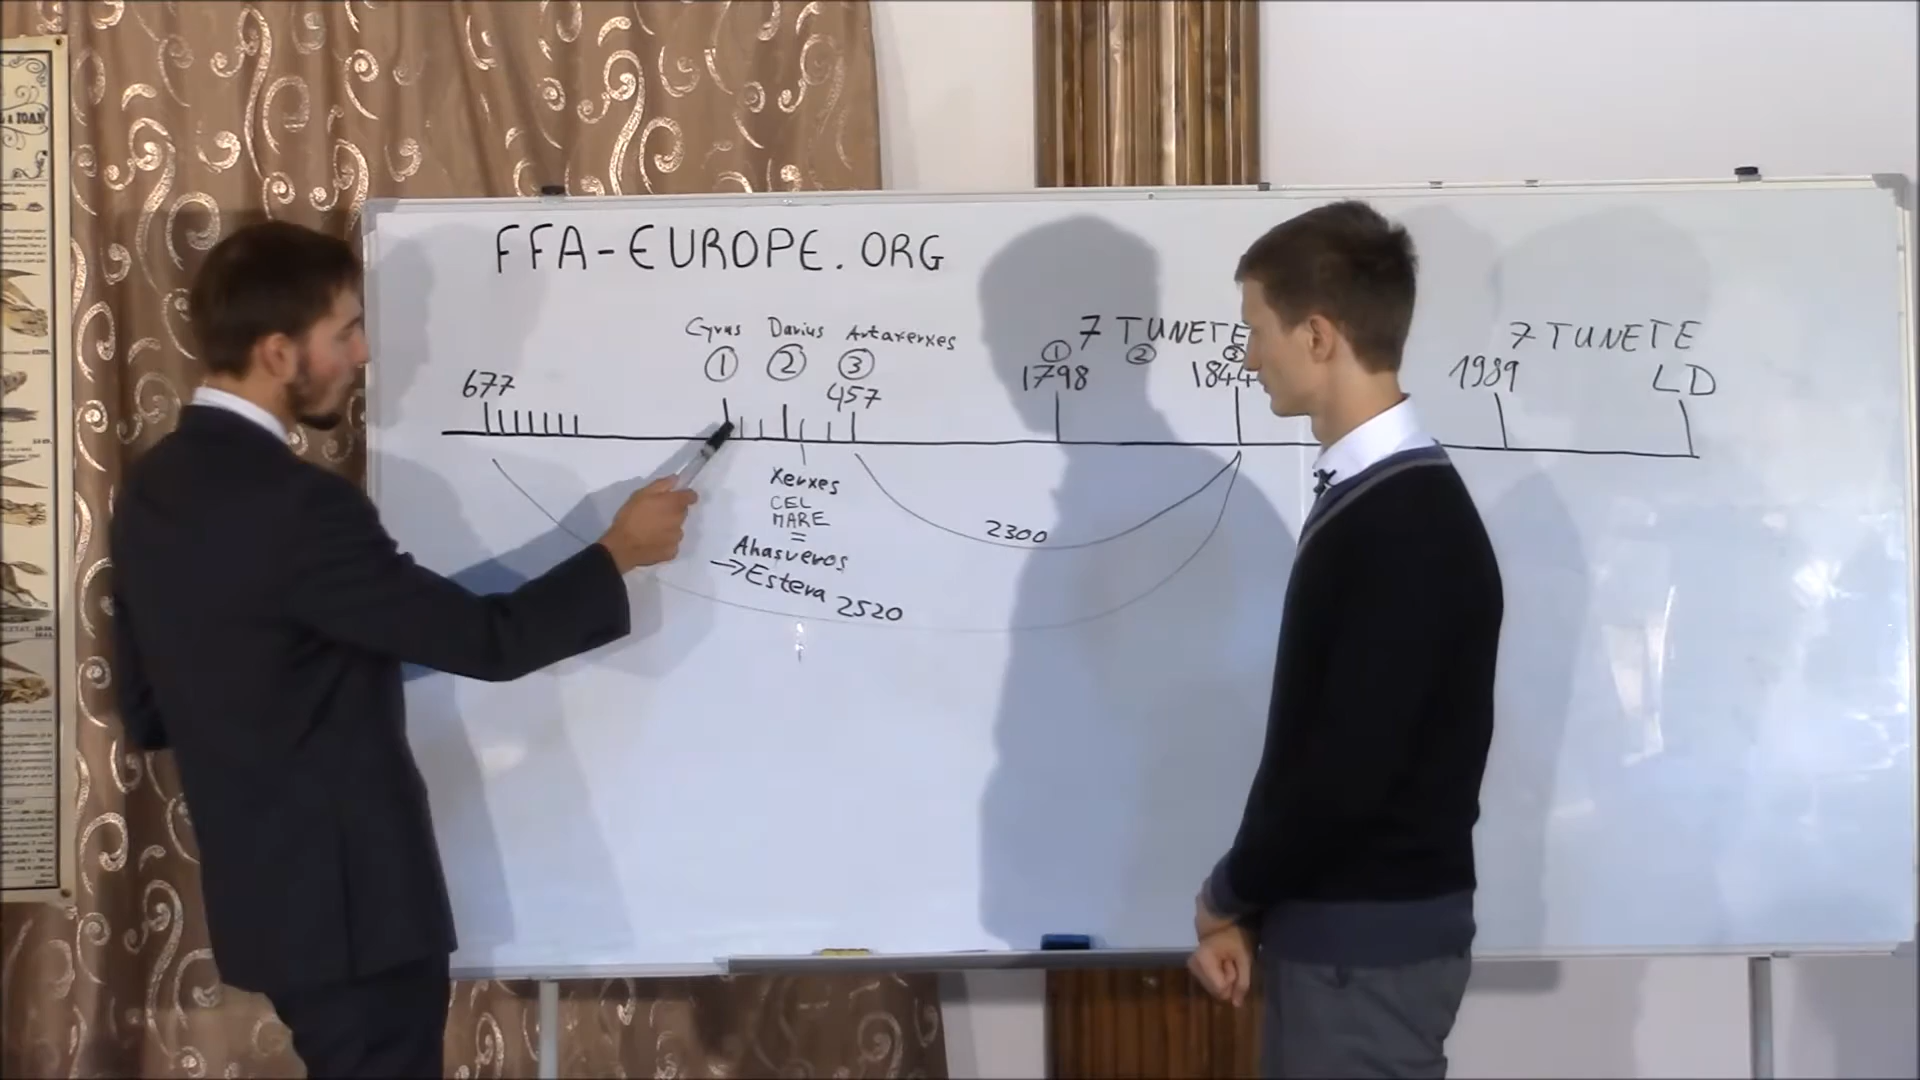 FFA-EUROPE.ORG
Cyrus Darius Artaxerxes
1 2 3
677 457
7 TUNETE
1 2 3
1798 1844
7 TUNETE
1989 LD
Xerxes
CEL
MARE
=
Ahasveros
→Estera
2300
2520
& IOAN